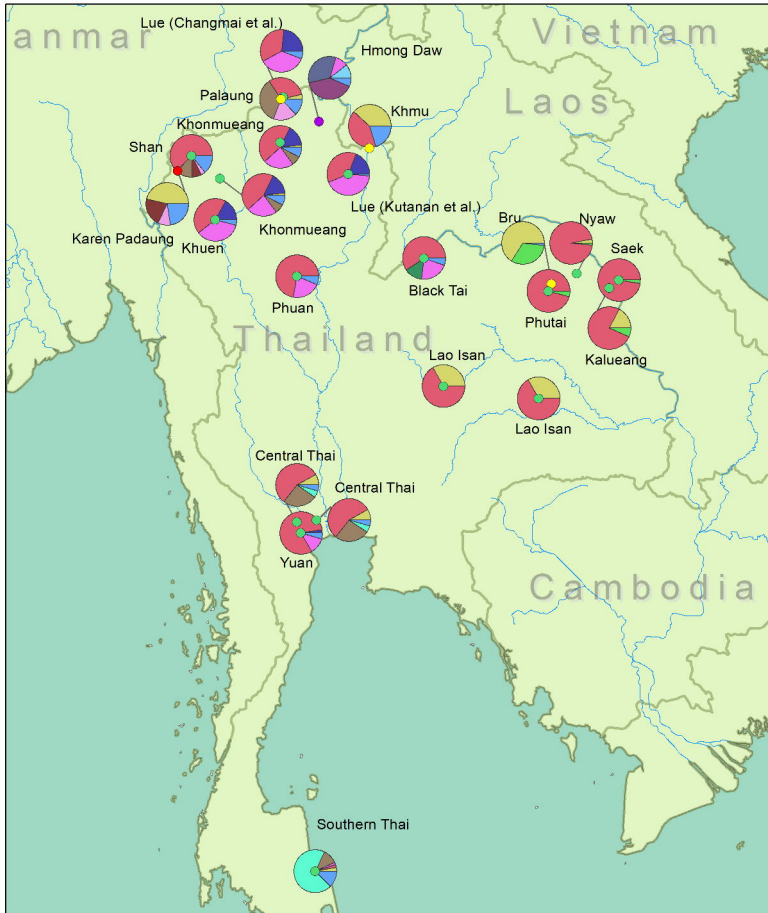 Lue (Changmai et al.)
anmar
Vietnam
Hmong Daw
Palaung
Laos
Khmu
Khonmueang
Shan
Lue (Kutanan et al.)
Karen Padaung
Khuen
Khonmueang
Bru
Nyaw
Saek
Black Tai
Phuan
Phutai
Kalueang
Thailand
Lao Isan
Lao Isan
Central Thai
Central Thai
Yuan
Cambodia
Southern Thai